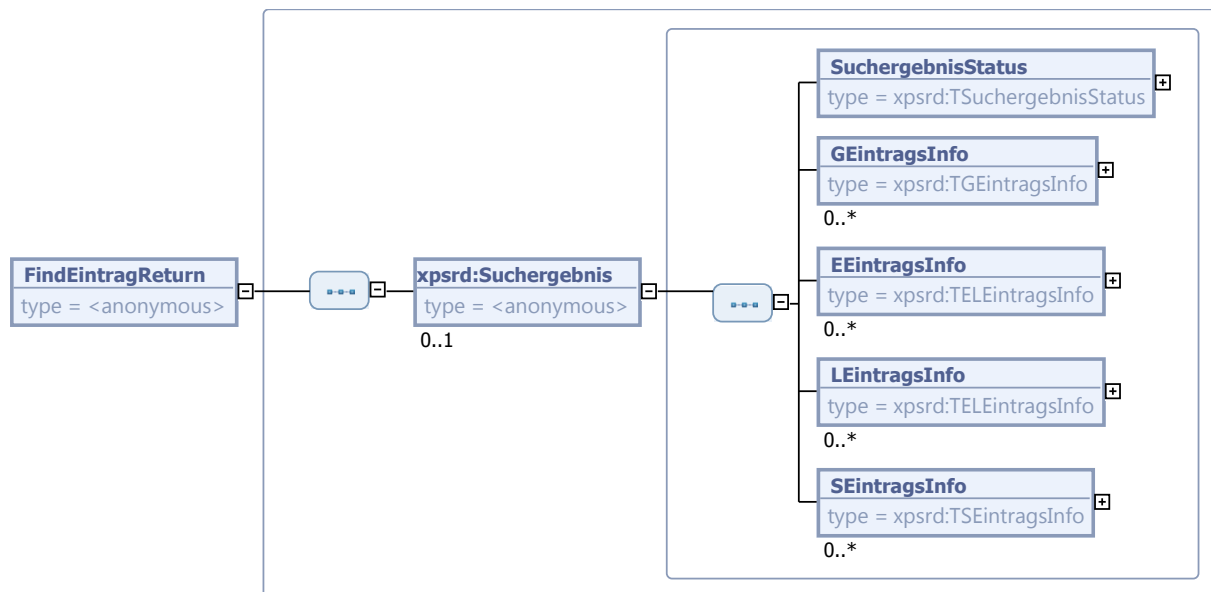 FindEintragReturn
type = <anonymous>
xpsrd:Suchergebnis
type = <anonymous>
0..1
SuchergebnisStatus
type = xpsrd:TSuchergebnisStatus
GEintragsInfo
type = xpsrd:TGEintragsInfo
0..*
EEintragsInfo
type = xpsrd:TELEintragsInfo
0..*
LEintragsInfo
type = xpsrd:TELEintragsInfo
0..*
SEintragsInfo
type = xpsrd:TSEintragsInfo
0..*